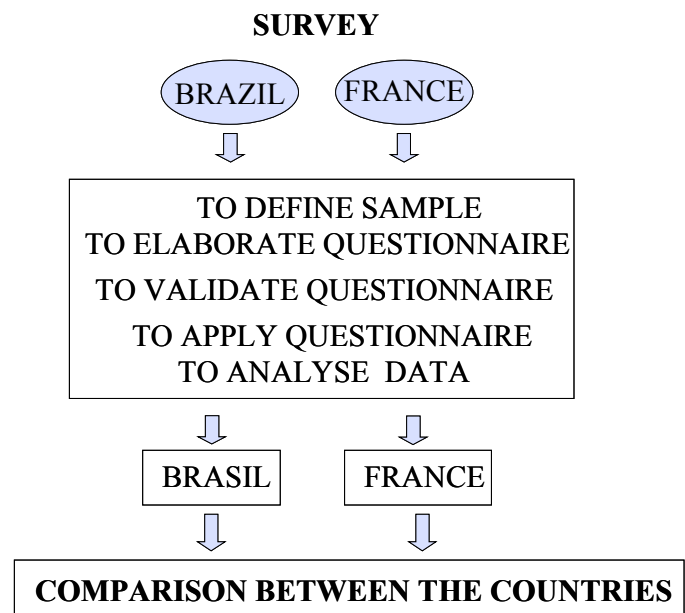 SURVEY
BRAZIL FRANCE
TO DEFINE SAMPLE
TO ELABORATE QUESTIONNAIRE
TO VALIDATE QUESTIONNAIRE
TO APPLY QUESTIONNAIRE
TO ANALYSE DATA
BRASIL FRANCE
COMPARISON BETWEEN THE COUNTRIES